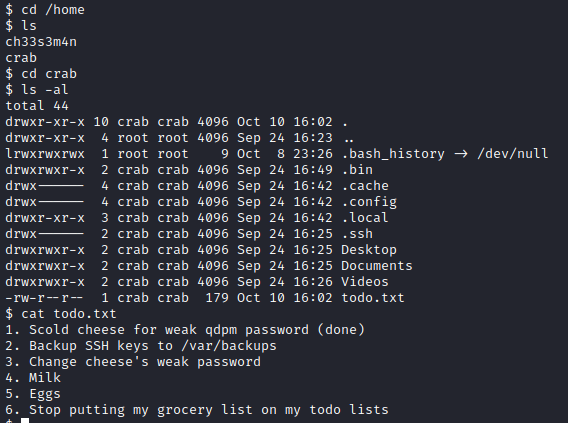 $ cd /home
$ ls
ch33s3m4n
crab
$ cd crab
$ ls -al
total 44
drwxr-xr-x 10 crab crab 4096 Oct 10 16:02 .
drwxr-xr-x  4 root root 4096 Sep 24 16:23 ..
lrwxrwxrwx  1 root root    9 Oct  8 23:26 .bash_history -> /dev/null
drwxrwxr-x  2 crab crab 4096 Sep 24 16:49 .bin
drwx------  4 crab crab 4096 Sep 24 16:42 .cache
drwx------  4 crab crab 4096 Sep 24 16:42 .config
drwxr-xr-x  3 crab crab 4096 Sep 24 16:42 .local
drwx------  2 crab crab 4096 Sep 24 16:25 .ssh
drwxrwxr-x  2 crab crab 4096 Sep 24 16:25 Desktop
drwxrwxr-x  2 crab crab 4096 Sep 24 16:25 Documents
drwxrwxr-x  2 crab crab 4096 Sep 24 16:26 Videos
-rw-r--r--  1 crab crab  179 Oct 10 16:02 todo.txt
$ cat todo.txt
1. Scold cheese for weak qdpm password (done)
2. Backup SSH keys to /var/backups
3. Change cheese's weak password
4. Milk
5. Eggs
6. Stop putting my grocery list on my todo lists
$